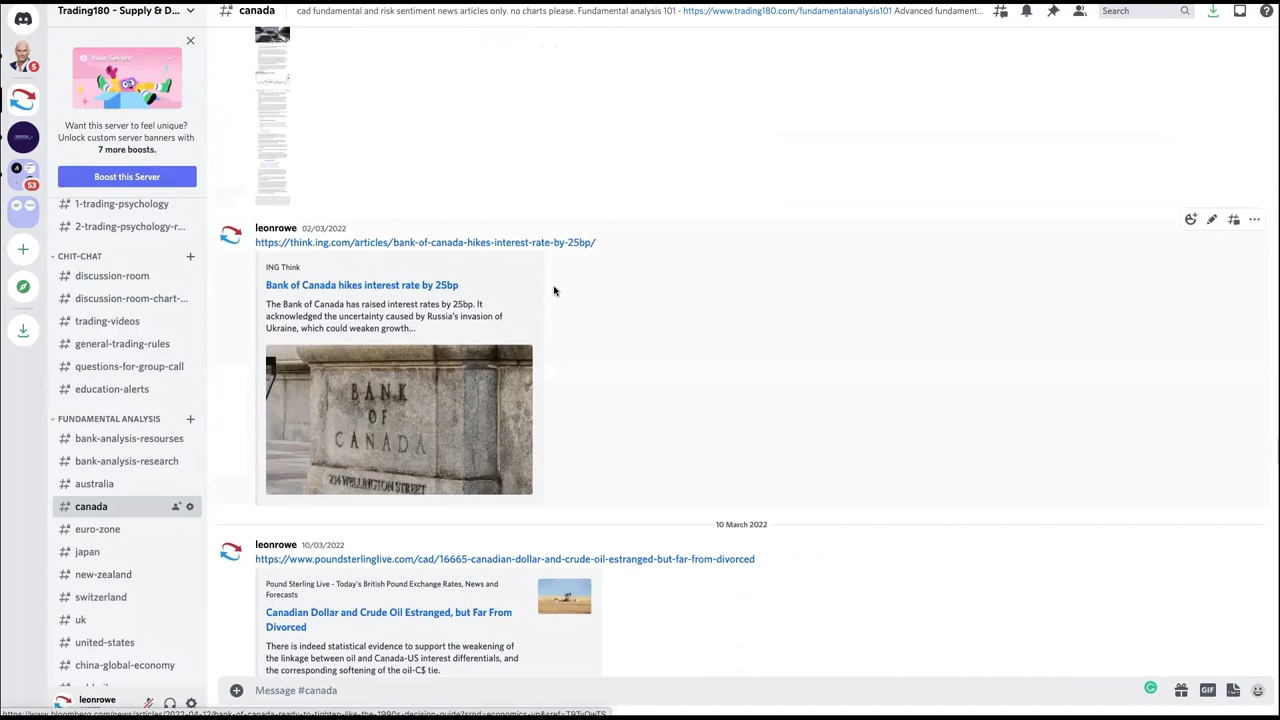 Trading180 - Supply & D...
canada
cad fundamental and risk sentiment news articles only. no charts please. Fundamental analysis 101 - https://www.trading180.com/fundamentalanalysis101 Advanced fundament...
Search
Your Server
Want this server to feel unique?
Unlock custom server banners with
7 more boosts.
Boost this Server
5
53
1-trading-psychology
2-trading-psychology-r...
CHIT-CHAT
discussion-room
discussion-room-chart-...
trading-videos
general-trading-rules
questions-for-group-call
education-alerts
FUNDAMENTAL ANALYSIS
bank-analysis-resourses
bank-analysis-research
australia
canada
euro-zone
japan
new-zealand
switzerland
uk
united-states
china-global-economy
leonrowe
leonrowe 02/03/2022
https://think.ing.com/articles/bank-of-canada-hikes-interest-rate-by-25bp/
ING Think
Bank of Canada hikes interest rate by 25bp
The Bank of Canada has raised interest rates by 25bp. It
acknowledged the uncertainty caused by Russia's invasion of
Ukraine, which could weaken growth...
BANK
OF
CANADA
234 WELLINGTON STREET
10 March 2022
leonrowe 10/03/2022
https://www.poundsterlinglive.com/cad/16665-canadian-dollar-and-crude-oil-estranged-but-far-from-divorced
Pound Sterling Live - Today's British Pound Exchange Rates, News and
Forecasts
Canadian Dollar and Crude Oil Estranged, but Far From
Divorced
There is indeed statistical evidence to support the weakening of
the linkage between oil and Canada-US interest differentials, and
the corresponding softening of the oil-C$ tie.
Message #canada
GIF